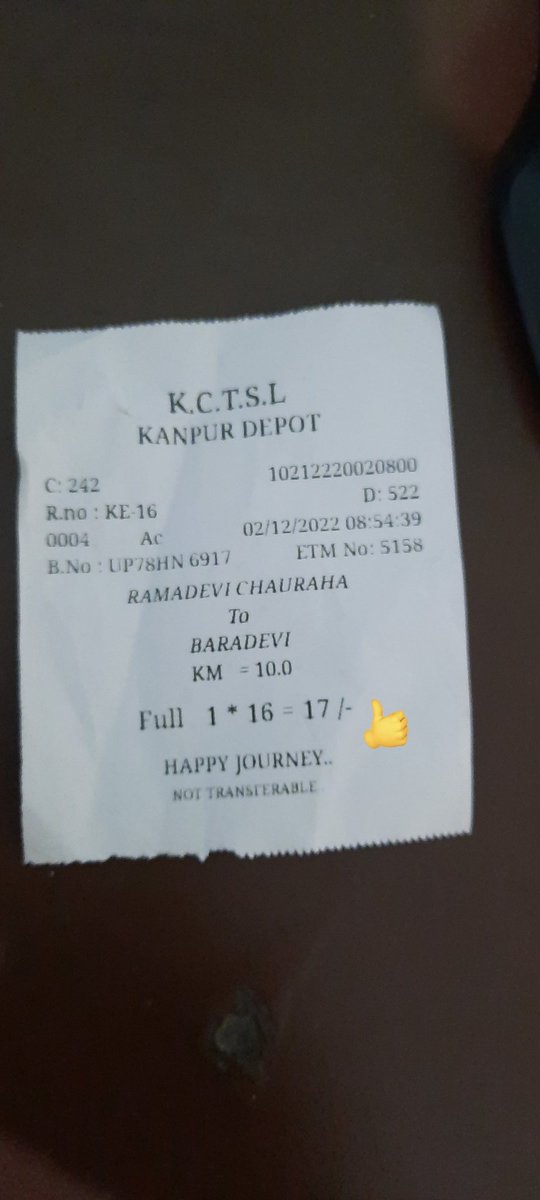 K.C.T.S.L
KANPUR DEPOT
C: 242 10212220020800
R.no : KE-16 D: 522
0004 Ac 02/12/2022 08:54:39
B.No : UP78HN 6917 ETM No: 5158
RAMADEVI CHAURAHA
To
BARADEVI
KM = 10.0
Full 1 * 16 = 17 /-
HAPPY JOURNEY..
NOT TRANSFERABLE